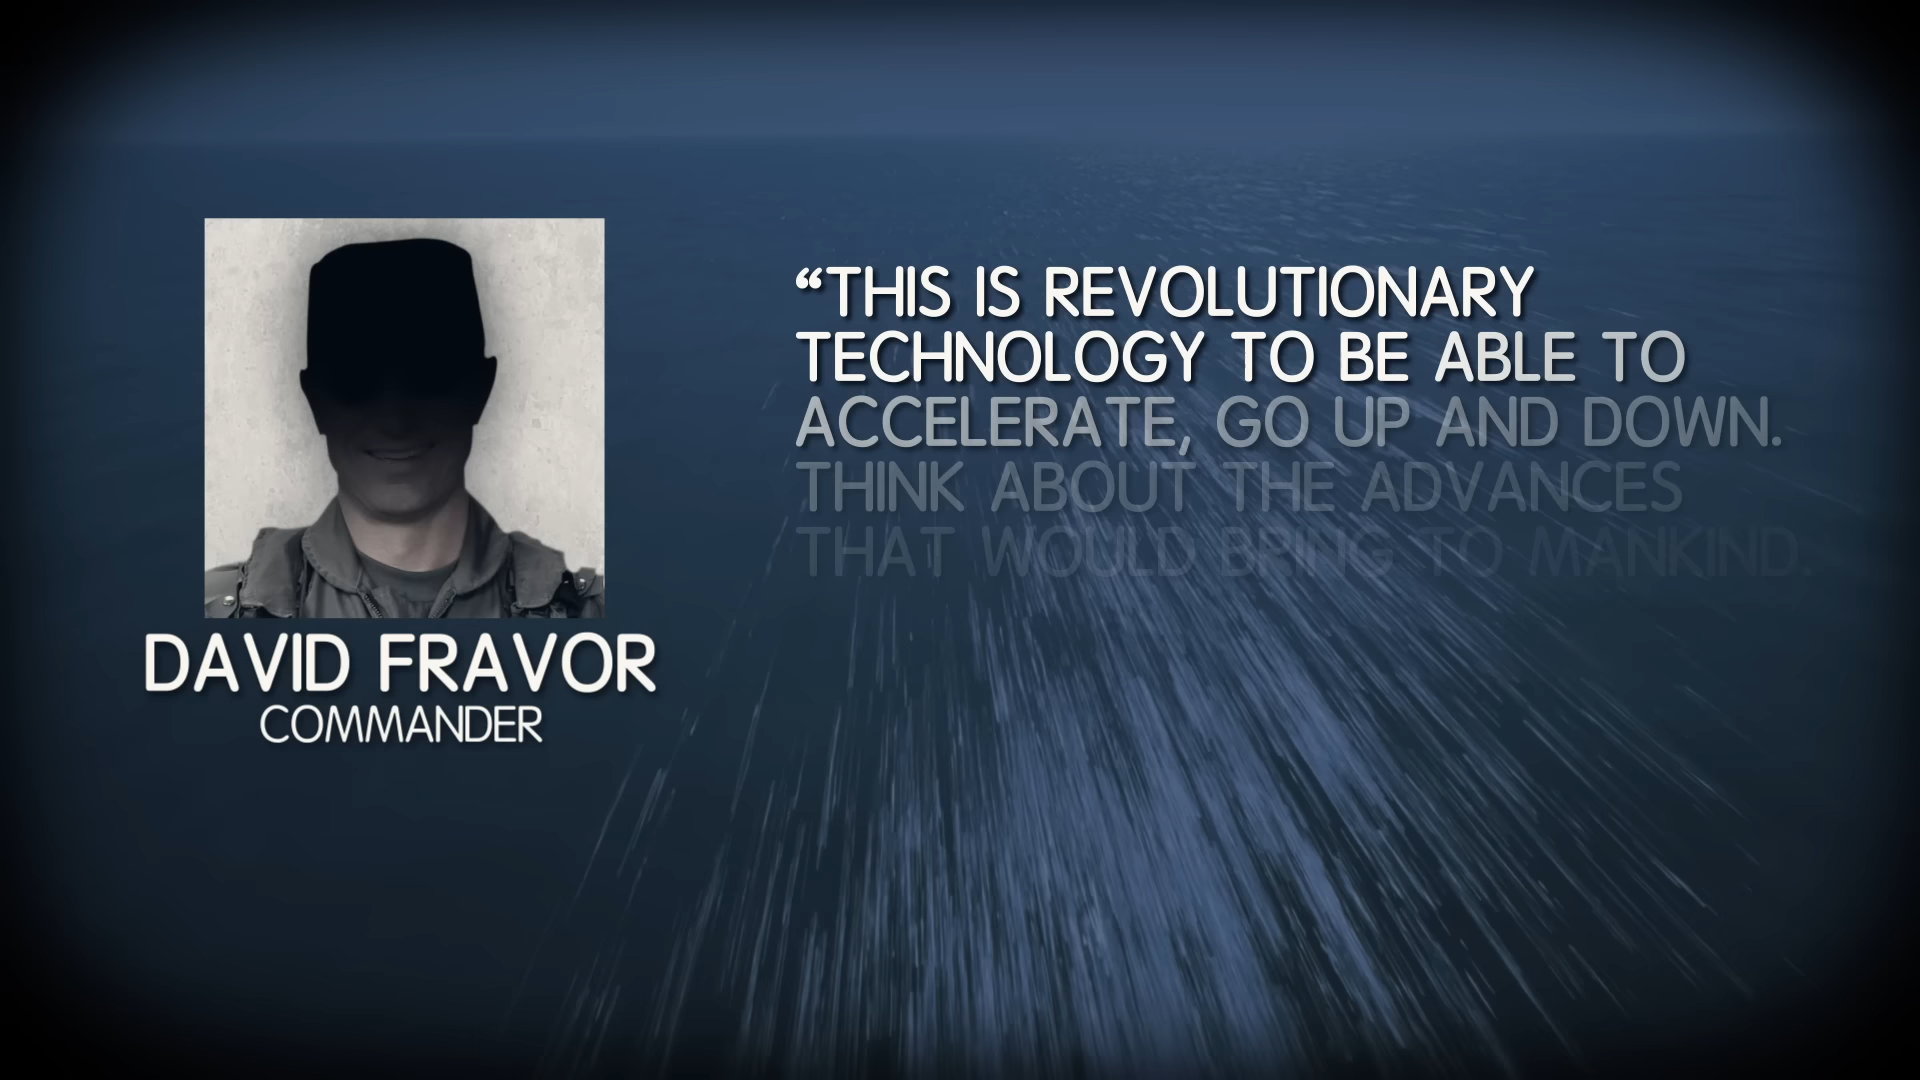 DAVID FRAVOR
COMMANDER
“THIS IS REVOLUTIONARY
TECHNOLOGY TO BE ABLE TO
ACCELERATE, GO UP AND DOWN.
THINK ABOUT THE ADVANCES
THAT WOULD BRING TO MANKIND.